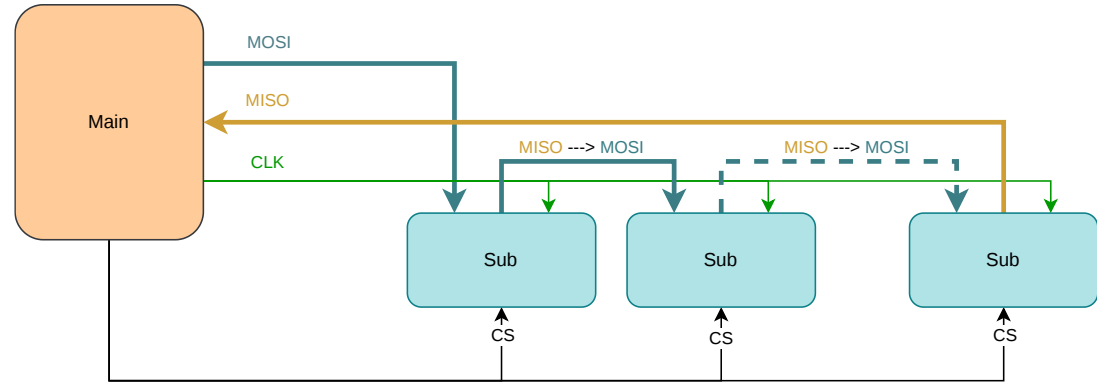 MOSI
Main
MISO
MISO ---> MOSI
MISO ---> MOSI
CLK
Sub
Sub
Sub
CS
CS
CS